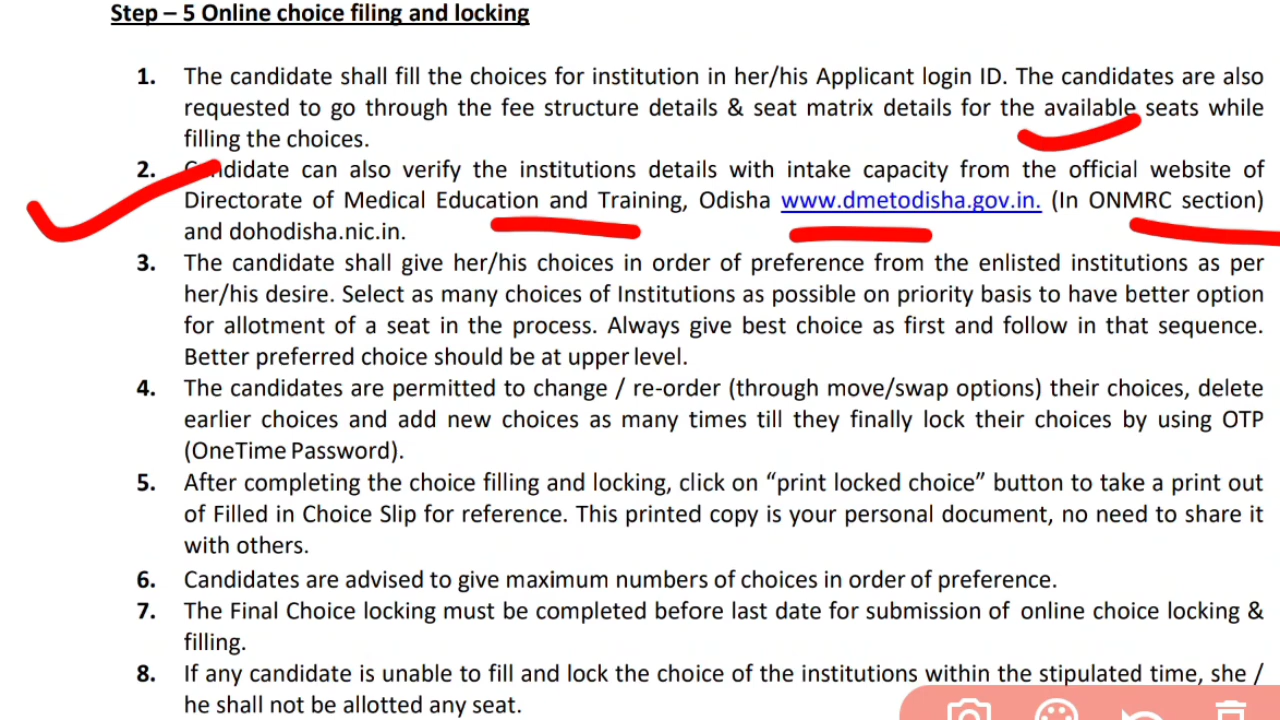 Step – 5 Online choice filing and locking
1. The candidate shall fill the choices for institution in her/his Applicant login ID. The candidates are also
requested to go through the fee structure details & seat matrix details for the available seats while
filling the choices.
2. Candidate can also verify the institutions details with intake capacity from the official website of
Directorate of Medical Education and Training, Odisha www.dmetodisha.gov.in. (In ONMRC section)
and dohodisha.nic.in.
3. The candidate shall give her/his choices in order of preference from the enlisted institutions as per
her/his desire. Select as many choices of Institutions as possible on priority basis to have better option
for allotment of a seat in the process. Always give best choice as first and follow in that sequence.
Better preferred choice should be at upper level.
4. The candidates are permitted to change / re-order (through move/swap options) their choices, delete
earlier choices and add new choices as many times till they finally lock their choices by using OTP
(OneTime Password).
5. After completing the choice filling and locking, click on “print locked choice” button to take a print out
of Filled in Choice Slip for reference. This printed copy is your personal document, no need to share it
with others.
6. Candidates are advised to give maximum numbers of choices in order of preference.
7. The Final Choice locking must be completed before last date for submission of online choice locking &
filling.
8. If any candidate is unable to fill and lock the choice of the institutions within the stipulated time, she /
he shall not be allotted any seat.